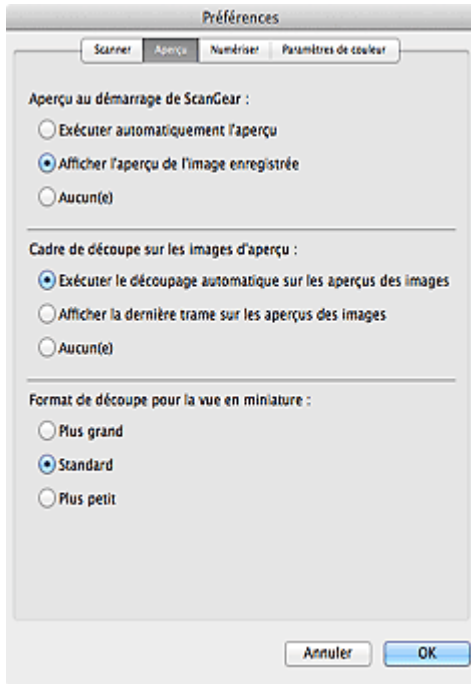 Préférences
Scanner Aperçu Numériser Paramètres de couleur
Aperçu au démarrage de ScanGear :
Exécuter automatiquement l'aperçu
Afficher l'aperçu de l'image enregistrée
Aucun(e)
Cadre de découpe sur les images d'aperçu :
Exécuter le découpage automatique sur les aperçus des images
Afficher la dernière trame sur les aperçus des images
Aucun(e)
Format de découpe pour la vue en miniature :
Plus grand
Standard
Plus petit
Annuler OK